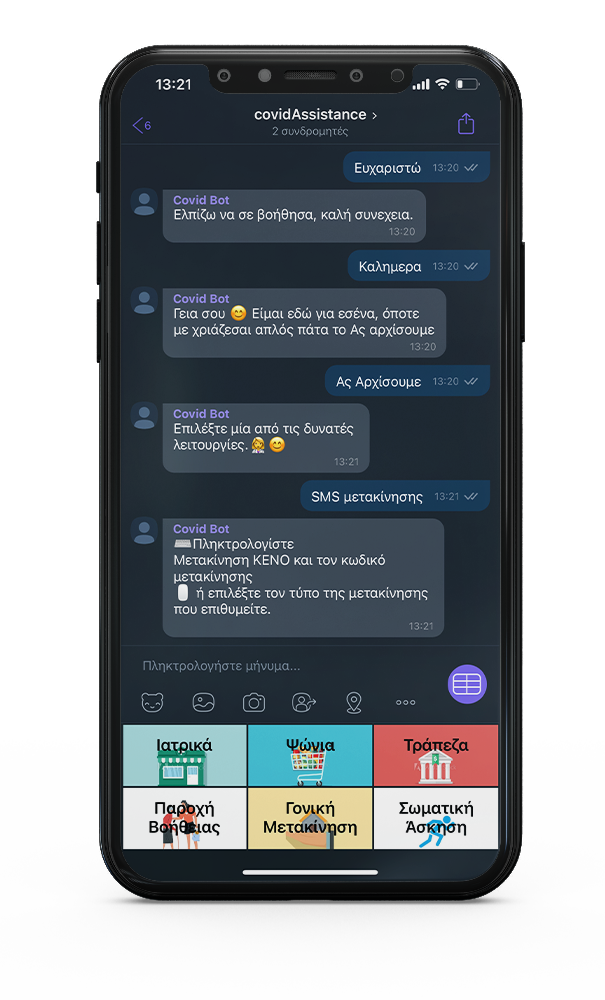 13:21
6
covidAssistance >
2 συνδρομητές
Ευχαριστώ 13:20
Covid Bot
Ελπίζω να σε βοήθησα, καλή συνεχεια.
13:20
Καλημερα 13:20
Covid Bot
Γεια σου 😊 Είμαι εδώ για εσένα, όποτε
με χριάζεσαι απλός πάτα το Ας αρχίσουμε
13:20
Ας Αρχίσουμε 13:20
Covid Bot
Επιλέξτε μία από τις δυνατές
λειτουργίες. 👩‍⚕️ 😊
13:21
SMS μετακίνησης 13:21
Covid Bot
⌨️Πληκτρολογίστε
Μετακίνηση ΚΕΝΟ και τον κωδικό
μετακίνησης
🖱️ ή επιλέξτε τον τύπο της μετακίνησης
που επιθυμείτε.
13:21
Πληκτρολογήστε μήνυμα...
Ιατρικά
Ψώνια
Τράπεζα
Παροχή
Βοήθειας
Γονική
Μετακίνηση
Σωματική
Άσκηση